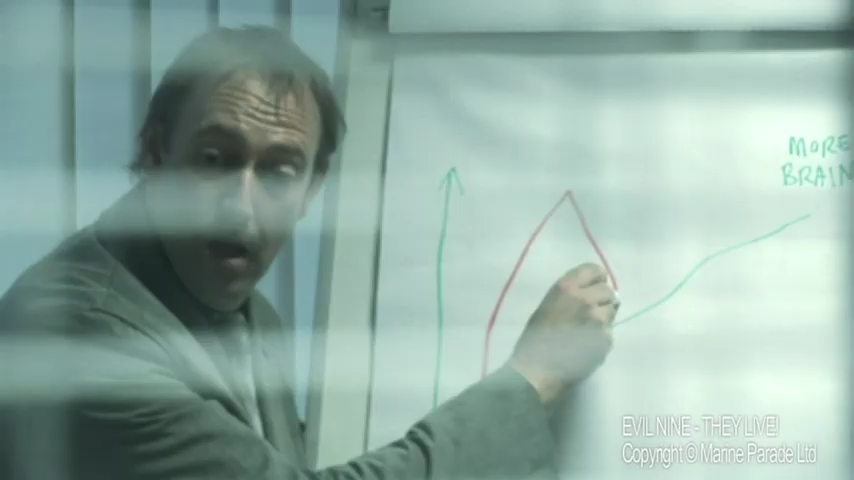 MORE
BRAIN
EVIL NINE - THEY LIVE!
Copyright © Marine Parade Ltd